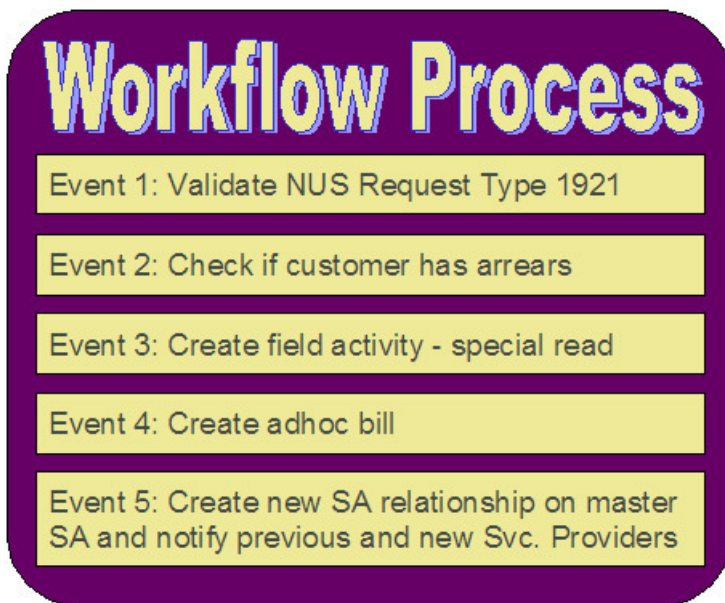 Workflow Process
Event 1: Validate NUS Request Type 1921
Event 2: Check if customer has arrears
Event 3: Create field activity - special read
Event 4: Create adhoc bill
Event 5: Create new SA relationship on master
SA and notify previous and new Svc. Providers